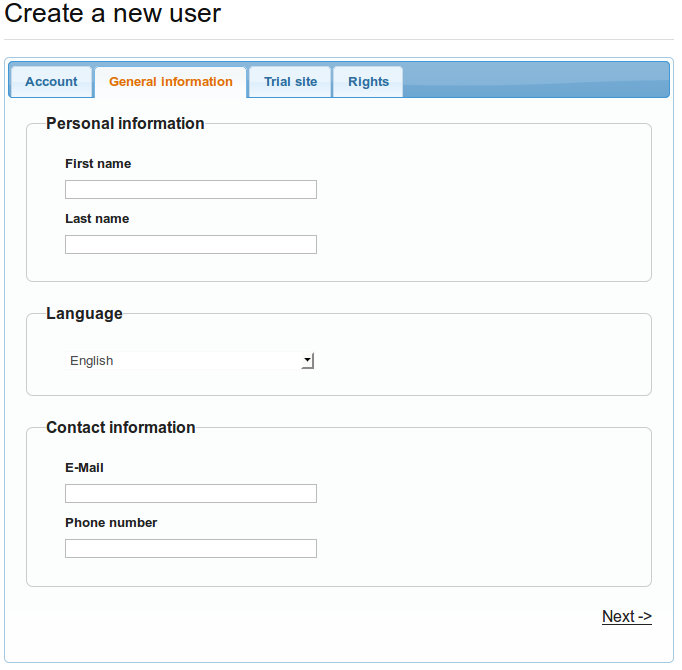 Create a new user
Account General information Trial site Rights
Personal information
First name
Last name
Language
English
Contact information
E-Mail
Phone number
Next ->